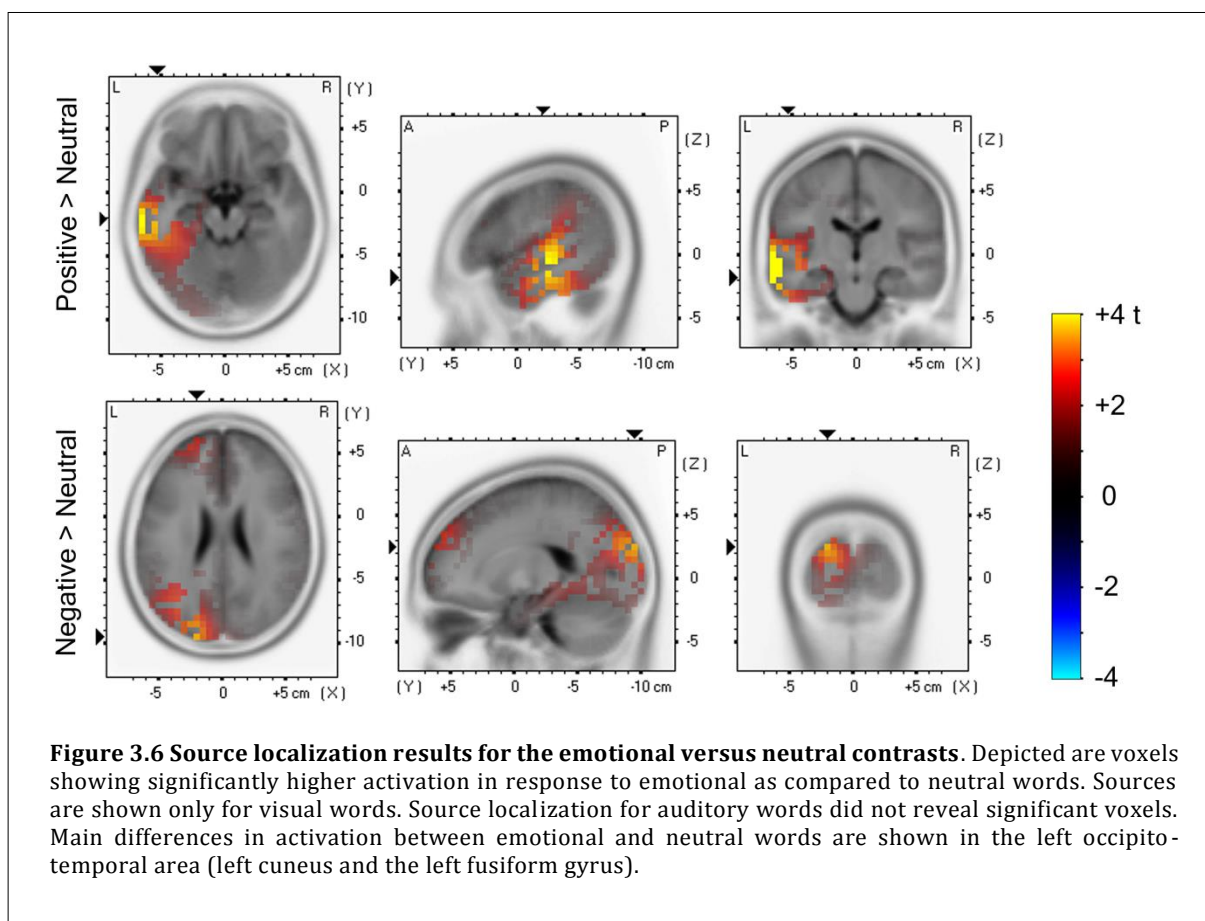 Positive > Neutral
L R (Y)
+5
0
-5
-10
-5 0 +5 cm (X)
A P (Z)
+5
0
-5
(Y) +5 0 -5 -10 cm
L R (Z)
+5
0
-5
-5 0 +5 cm (X)
Negative > Neutral
L R (Y)
+5
0
-5
-10
-5 0 +5 cm (X)
A P (Z)
+5
0
-5
(Y) +5 0 -5 -10 cm
L R (Z)
+5
0
-5
-5 0 +5 cm (X)
+4 t
+2
0
-2
-4
Figure 3.6 Source localization results for the emotional versus neutral contrasts. Depicted are voxels
showing significantly higher activation in response to emotional as compared to neutral words. Sources
are shown only for visual words. Source localization for auditory words did not reveal significant voxels.
Main differences in activation between emotional and neutral words are shown in the left occipito-
temporal area (left cuneus and the left fusiform gyrus).